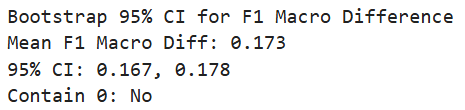 Bootstrap 95% CI for F1 Macro Difference
Mean F1 Macro Diff: 0.173
95% CI: 0.167, 0.178
Contain 0: No